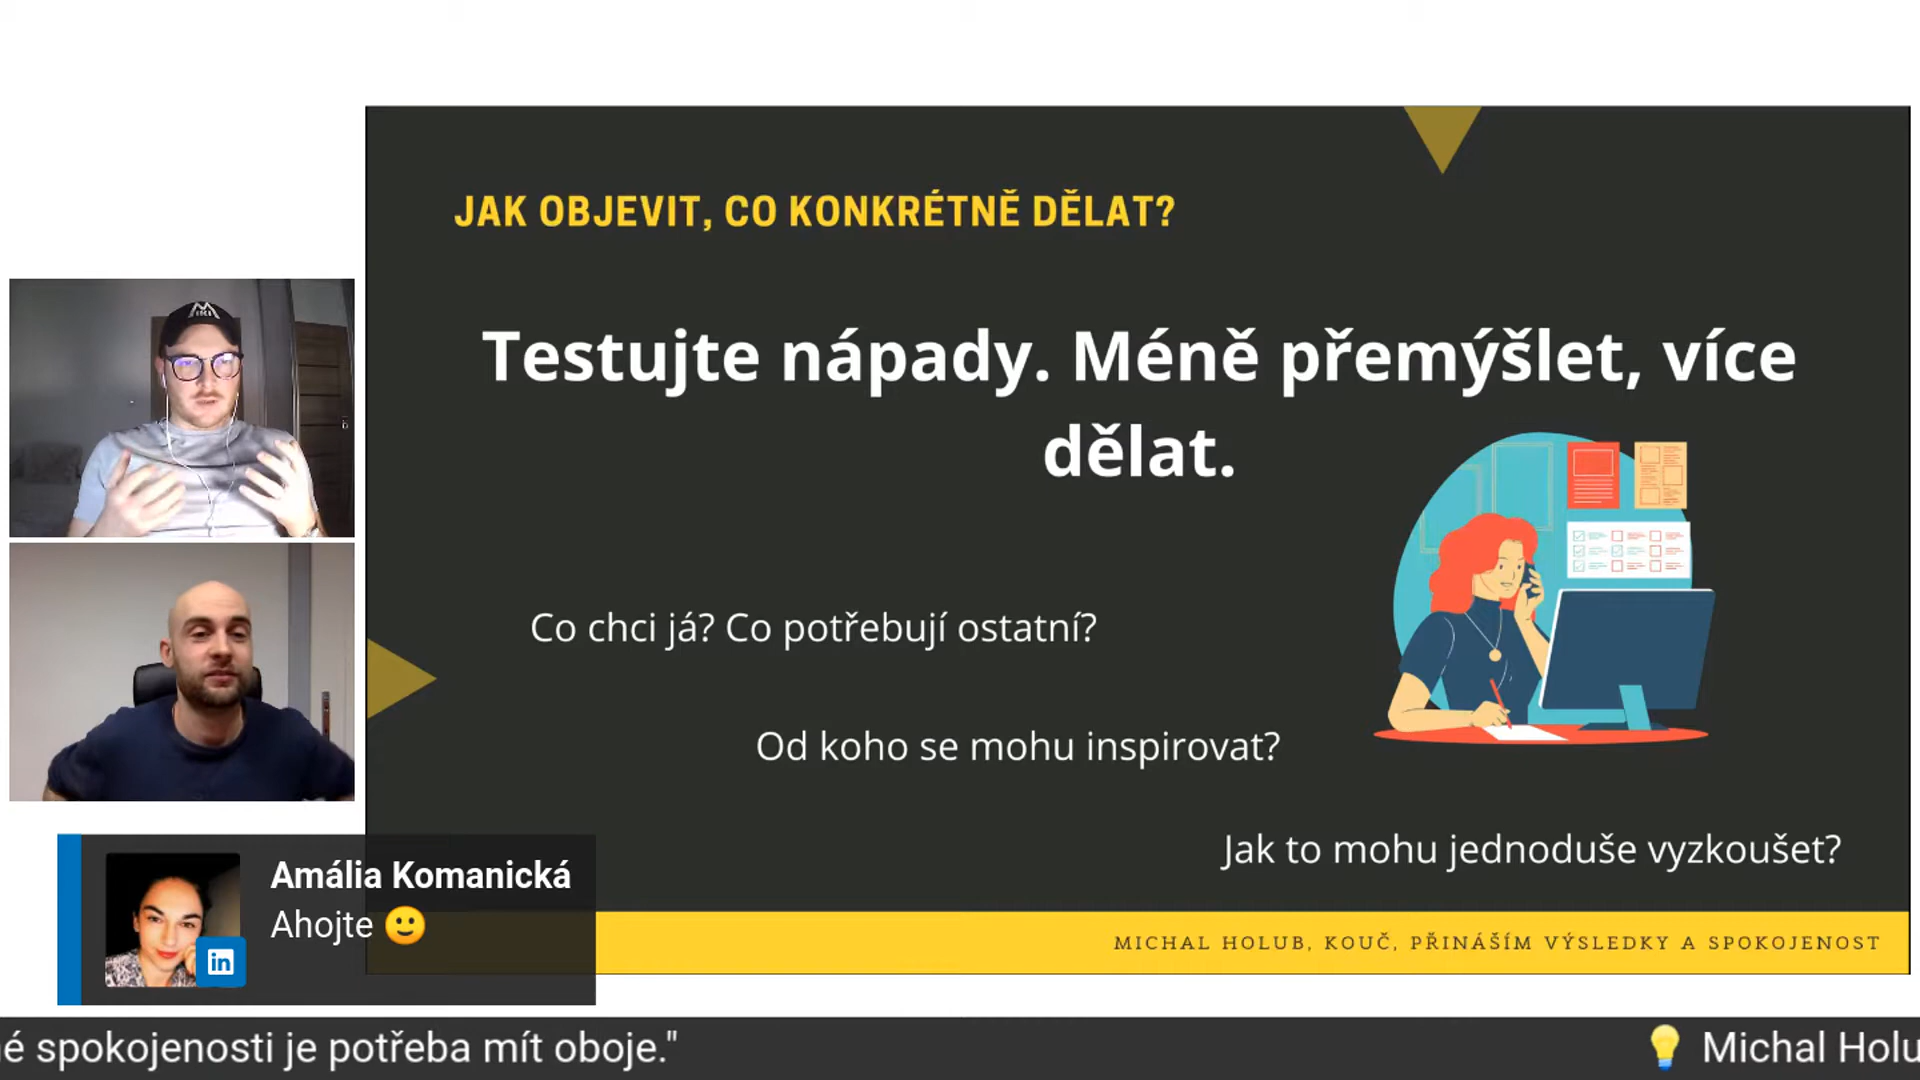 JAK OBJEVIT, CO KONKRÉTNĚ DĚLAT?
Testujte nápady. Méně přemýšlet, více
dělat.
Co chci já? Co potřebují ostatní?
Od koho se mohu inspirovat?
Jak to mohu jednoduše vyzkoušet?
MICHAL HOLUB, KOUČ, PŘINÁŠÍM VÝSLEDKY A SPOKOJENOST
Amália Komanická
Ahojte 🙂
in
é spokojenosti je potřeba mít oboje."
💡 Michal Holu